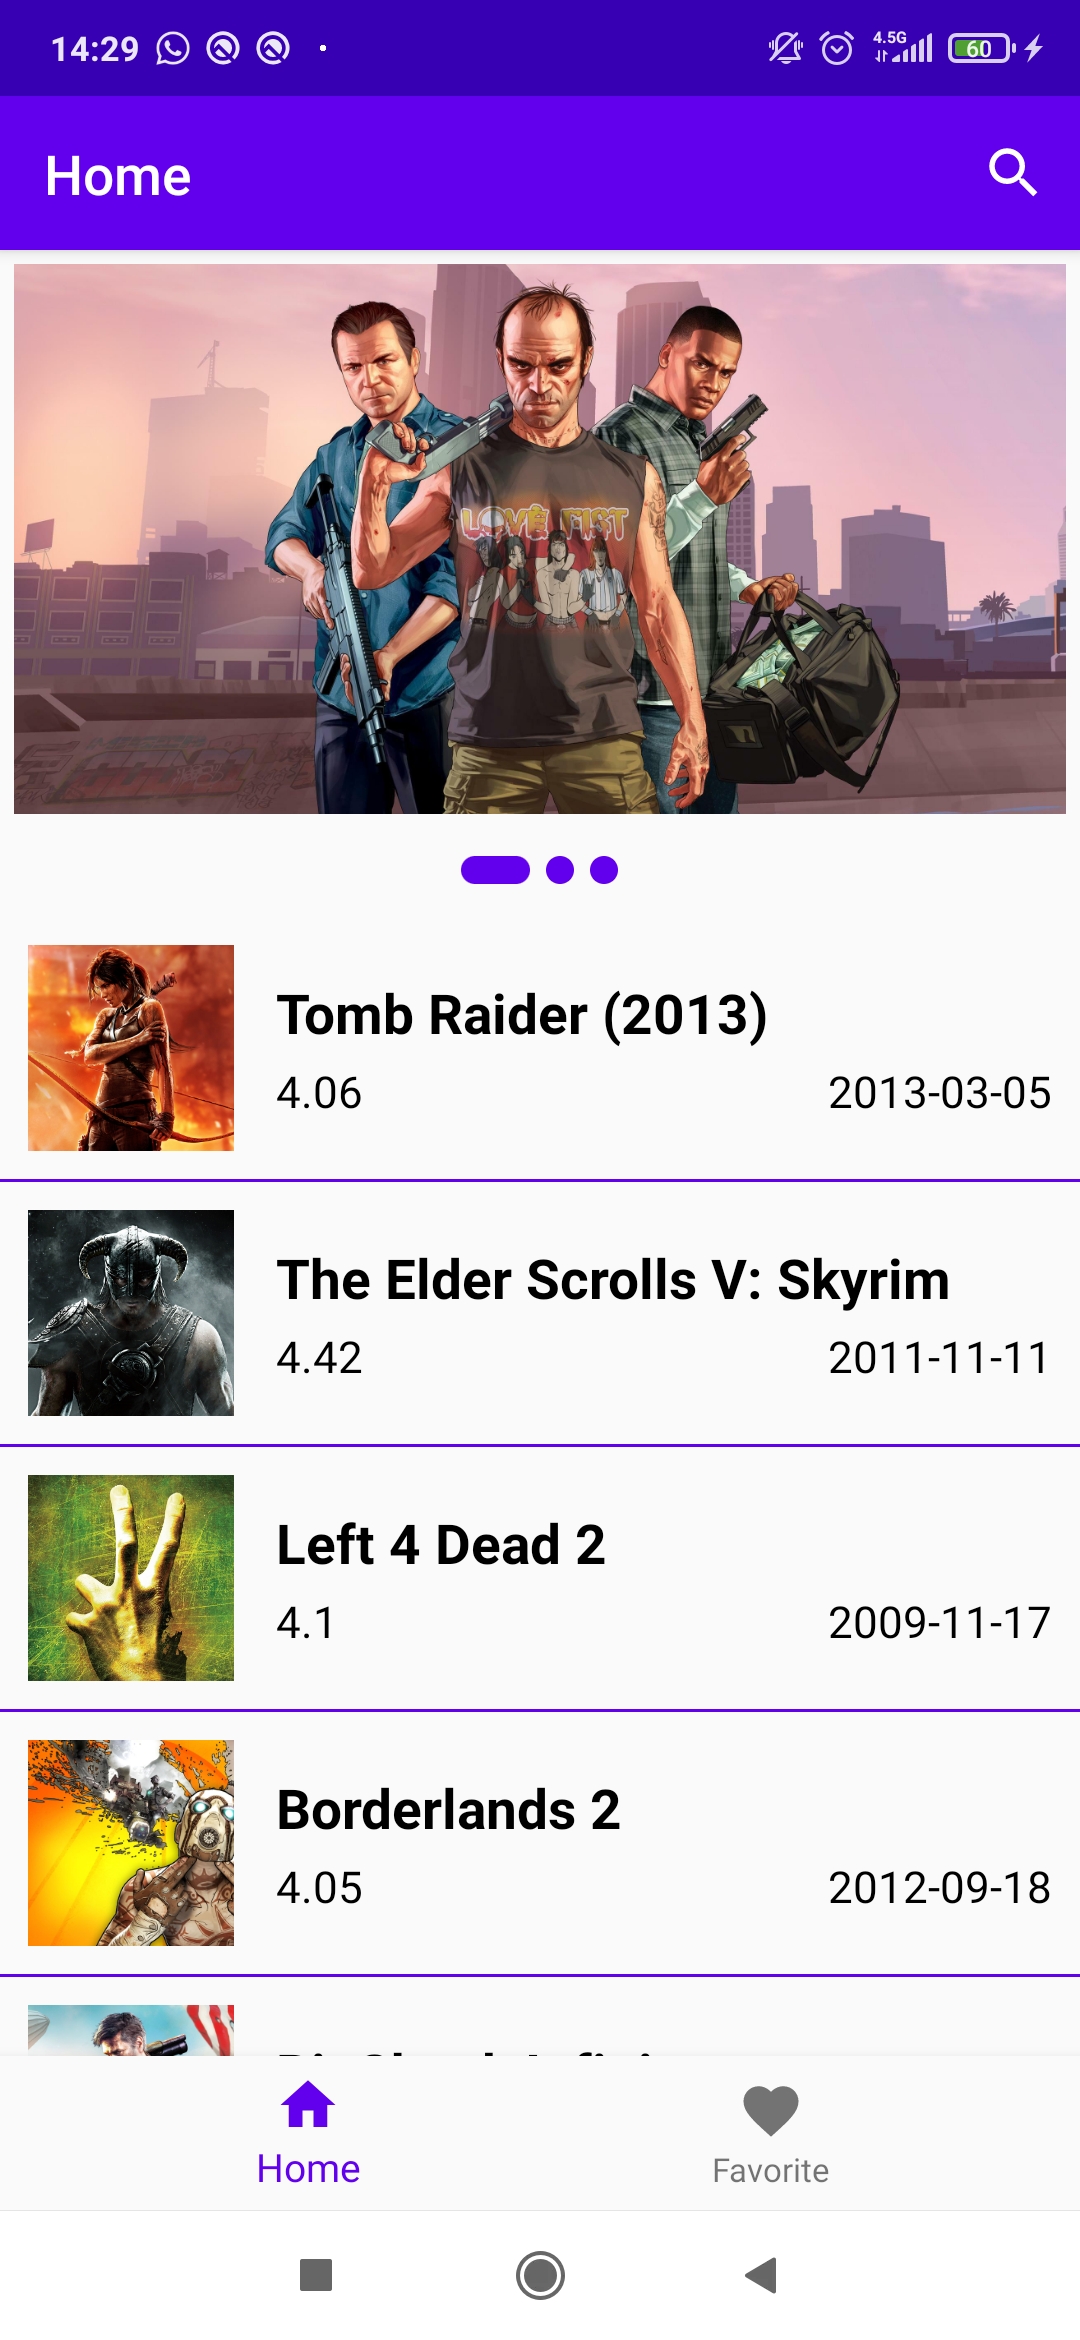 14:29
4.5G
60
Home
LOVE FIST
Tomb Raider (2013)
4.06
2013-03-05
The Elder Scrolls V: Skyrim
4.42
2011-11-11
Left 4 Dead 2
4.1
2009-11-17
Borderlands 2
4.05
2012-09-18
Home
Favorite